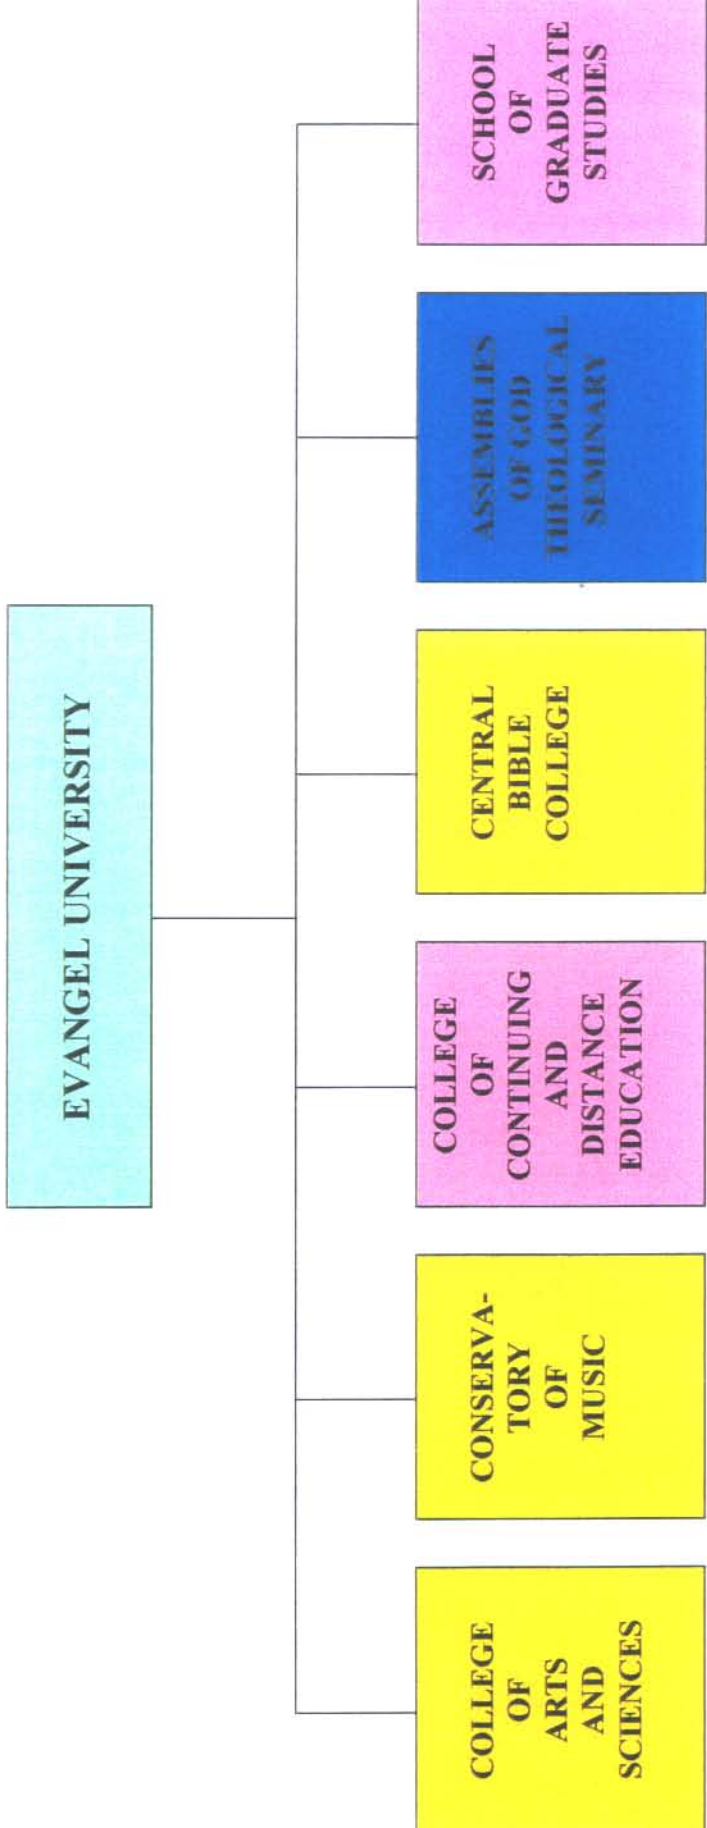 EVANGEL UNIVERSITY
COLLEGE
OF
ARTS
AND
SCIENCES
CONSERVA-
TORY
OF
MUSIC
COLLEGE
OF
CONTINUING
AND
DISTANCE
EDUCATION
CENTRAL
BIBLE
COLLEGE
ASSEMBLIES
OF GOD
THEOLOGICAL
SEMINARY
SCHOOL
OF
GRADUATE
STUDIES